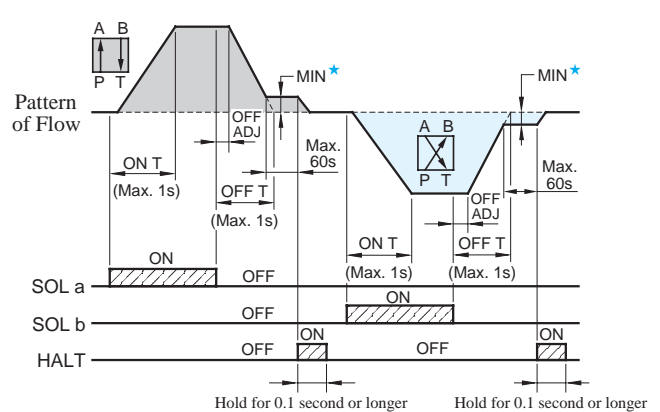 A B
P T
MIN★
MIN★
Pattern
of Flow
OFF
ADJ
A B
P T
ON T
(Max. 1s)
Max.
60s
OFF T
(Max. 1s)
Max.
60s
OFF
ADJ
ON T
(Max. 1s)
OFF T
(Max. 1s)
SOL a
ON
OFF
SOL b
OFF
ON
HALT
OFF
ON
OFF
ON
Hold for 0.1 second or longer
Hold for 0.1 second or longer